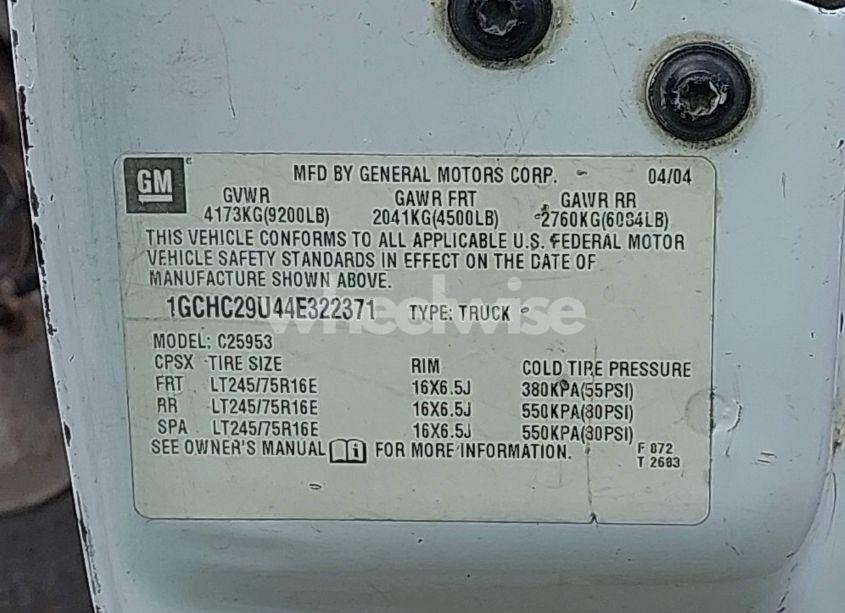 GM MFD BY GENERAL MOTORS CORP. 04/04
GVWR GAWR FRT GAWR RR
4173KG(9200LB) 2041KG(4500LB) 2760KG(6084LB)
THIS VEHICLE CONFORMS TO ALL APPLICABLE U.S. FEDERAL MOTOR
VEHICLE SAFETY STANDARDS IN EFFECT ON THE DATE OF
MANUFACTURE SHOWN ABOVE.
1GCHC29U44E322371 TYPE: TRUCK
wheelwise
MODEL: C25953
CPSX TIRE SIZE RIM COLD TIRE PRESSURE
FRT LT245/75R16E 16X6.5J 380KPA(55PSI)
RR LT245/75R16E 16X6.5J 550KPA(80PSI)
SPA LT245/75R16E 16X6.5J 550KPA(80PSI)
SEE OWNER'S MANUAL FOR MORE INFORMATION.
F 872
T 2683